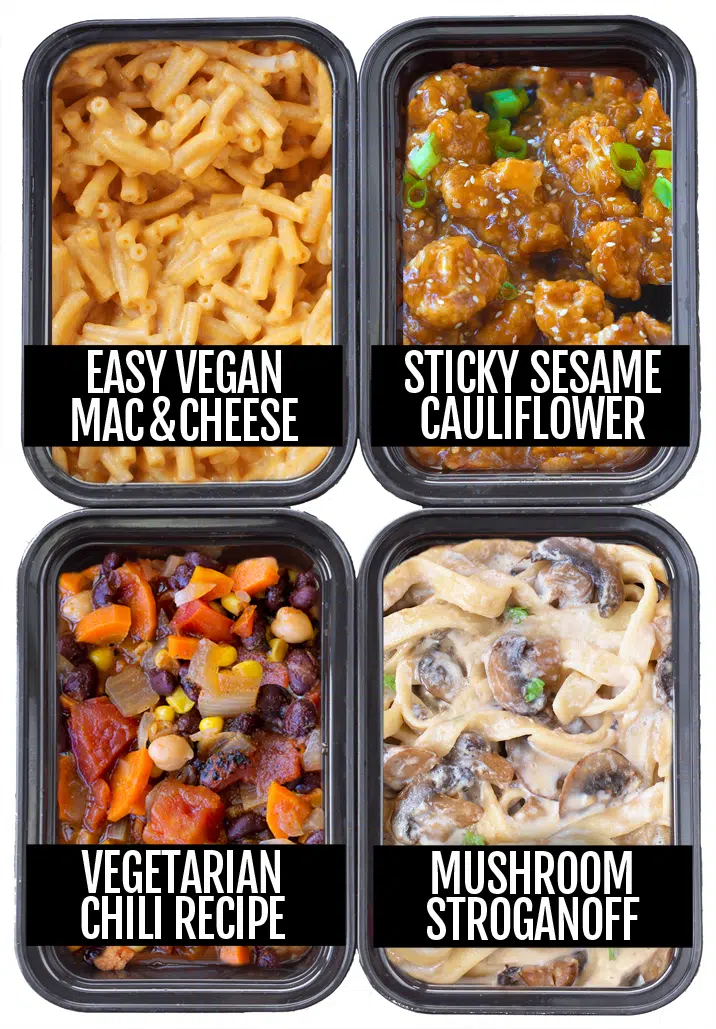 EASY VEGAN
MAC & CHEESE
STICKY SESAME
CAULIFLOWER
VEGETARIAN
CHILI RECIPE
MUSHROOM
STROGANOFF